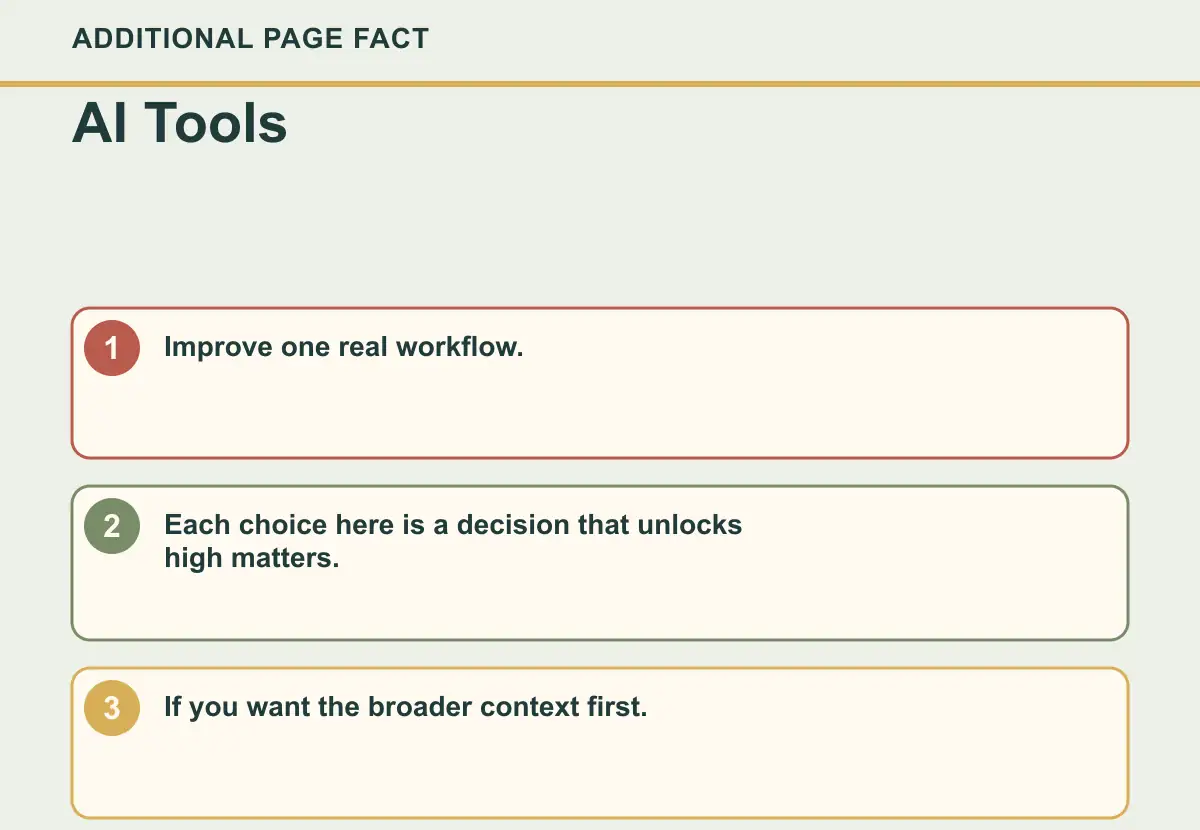 ADDITIONAL PAGE FACT
AI Tools
1
Improve one real workflow.
2
Each choice here is a decision that unlocks
high matters.
3
If you want the broader context first.